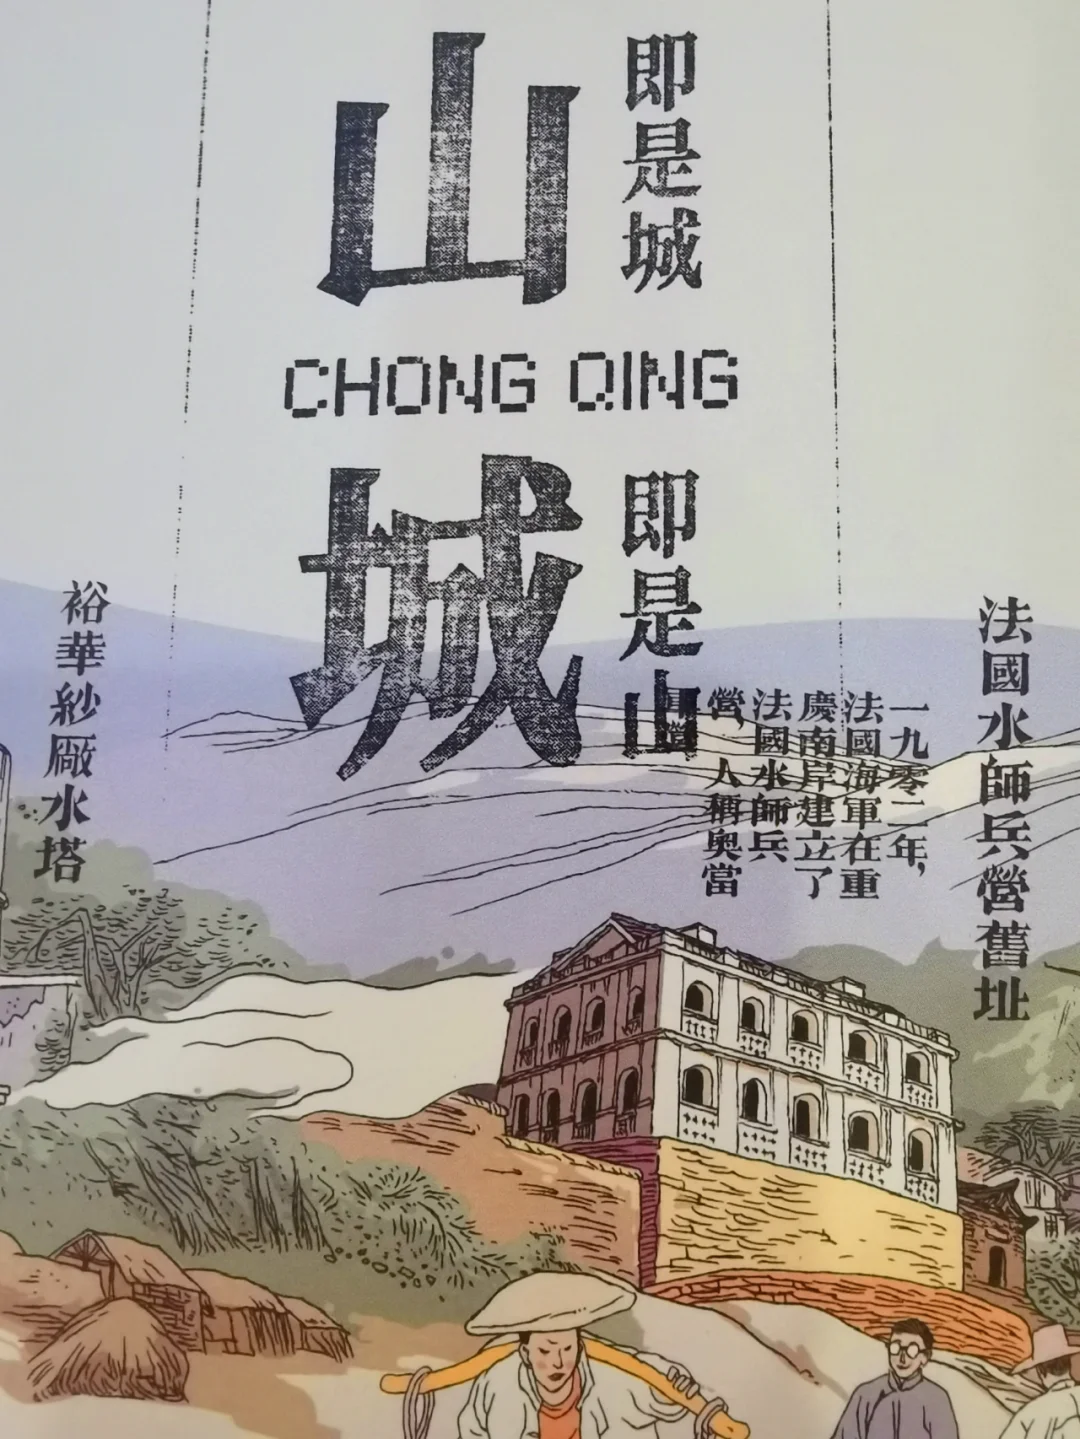 山
即是城
CHONG QING
城
即是山
裕華紗廠水塔
法國水師兵營舊址
一九零二年，
法國海軍在重
慶南岸建立了
法國水師兵
營，人稱奧當